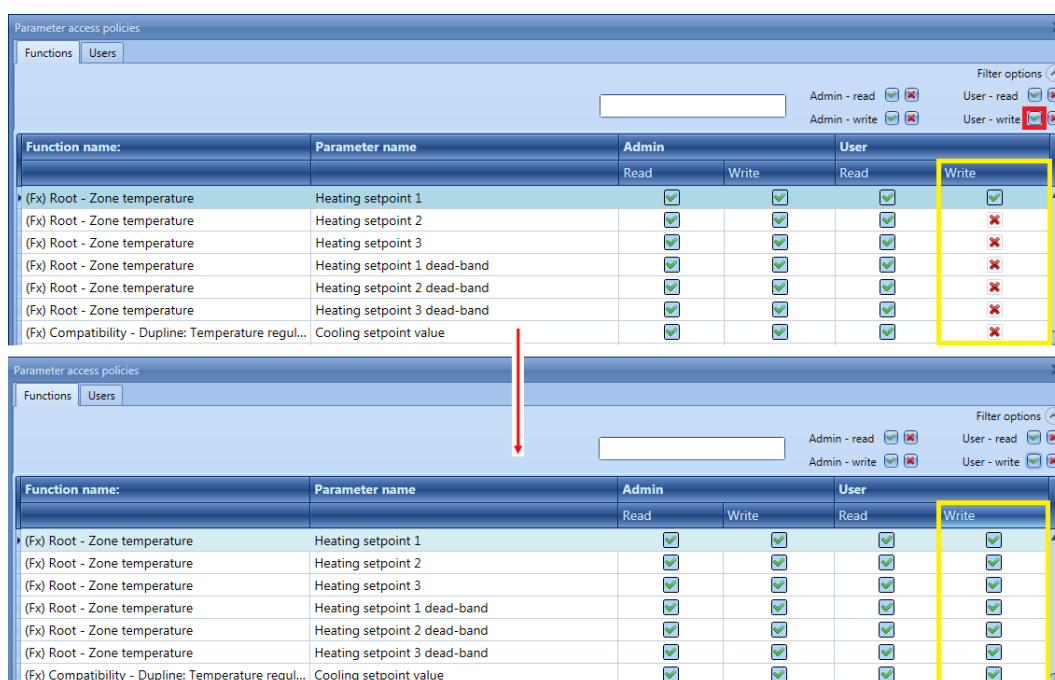 Parameter access policies
Functions Users
Filter options
Admin - read User - read
Admin - write User - write
Function name: Parameter name Admin User
Read Write Read Write
(Fx) Root - Zone temperature Heating setpoint 1
(Fx) Root - Zone temperature Heating setpoint 2
(Fx) Root - Zone temperature Heating setpoint 3
(Fx) Root - Zone temperature Heating setpoint 1 dead-band
(Fx) Root - Zone temperature Heating setpoint 2 dead-band
(Fx) Root - Zone temperature Heating setpoint 3 dead-band
(Fx) Compatibility - Dupline: Temperature regul... Cooling setpoint value
Parameter access policies
Functions Users
Filter options
Admin - read User - read
Admin - write User - write
Function name: Parameter name Admin User
Read Write Read Write
(Fx) Root - Zone temperature Heating setpoint 1
(Fx) Root - Zone temperature Heating setpoint 2
(Fx) Root - Zone temperature Heating setpoint 3
(Fx) Root - Zone temperature Heating setpoint 1 dead-band
(Fx) Root - Zone temperature Heating setpoint 2 dead-band
(Fx) Root - Zone temperature Heating setpoint 3 dead-band
(Fx) Compatibility - Dupline: Temperature regul... Cooling setpoint value